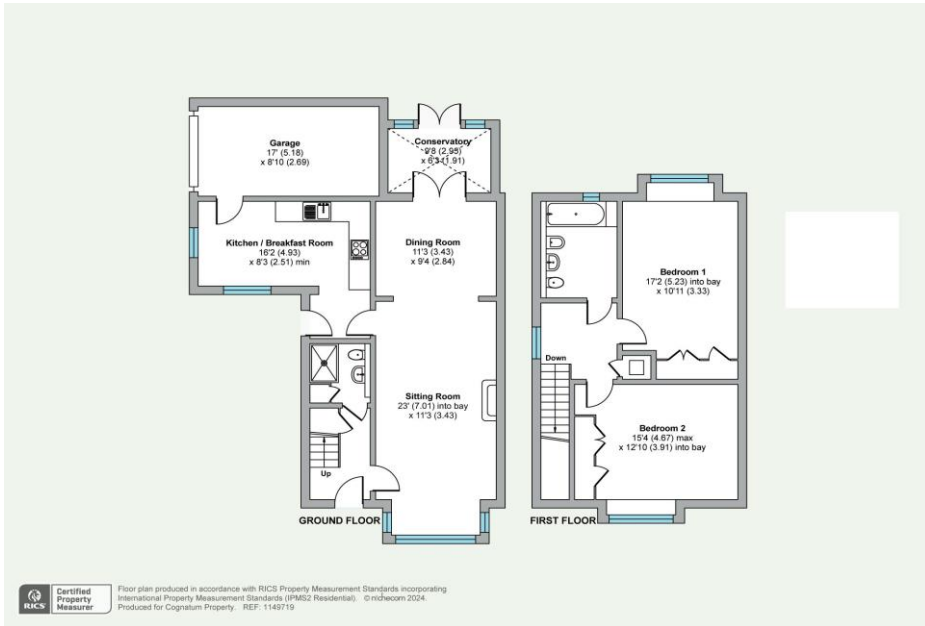 Garage
17' (5.18)
x 8'10 (2.69)
Conservatory
9'8 (2.95)
x 6'3 (1.91)
Kitchen / Breakfast Room
16'2 (4.93)
x 8'3 (2.51) min
Dining Room
11'3 (3.43)
x 9'4 (2.84)
Bedroom 1
17'2 (5.23) into bay
x 10'11 (3.33)
Down
Sitting Room
23' (7.01) into bay
x 11'3 (3.43)
Bedroom 2
15'4 (4.67) max
x 12'10 (3.91) into bay
Up
GROUND FLOOR
FIRST FLOOR
RICS
Certified
Property
Measurer
Floor plan produced in accordance with RICS Property Measurement Standards incorporating
International Property Measurement Standards (IPMS2 Residential). © nichecom 2024.
Produced for Cognatum Property. REF: 1149719